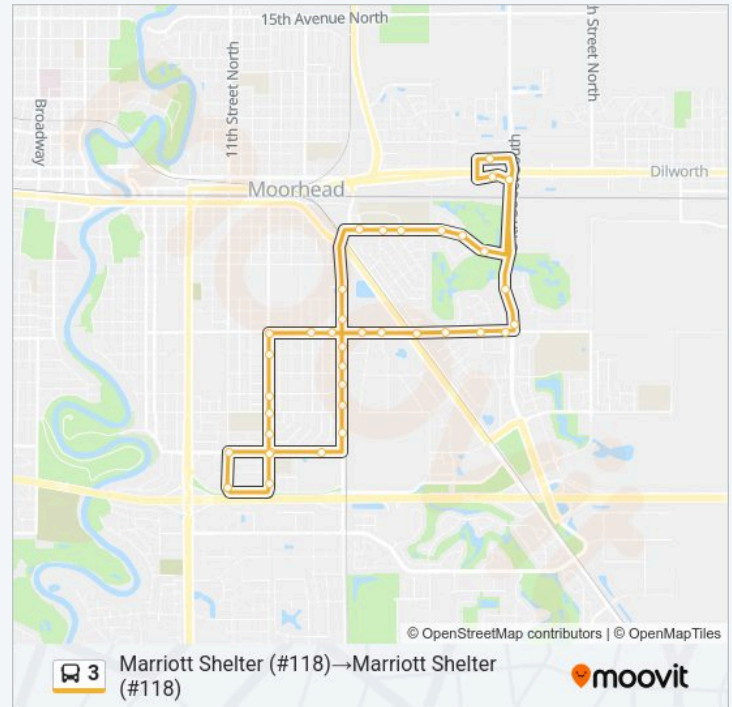 15th Avenue North
h Street North
11th Street North
Broadway
Moorhead
Dilworth
© OpenStreetMap contributors | © OpenMapTiles
3 Marriott Shelter (#118)→Marriott Shelter
(#118)
moovit